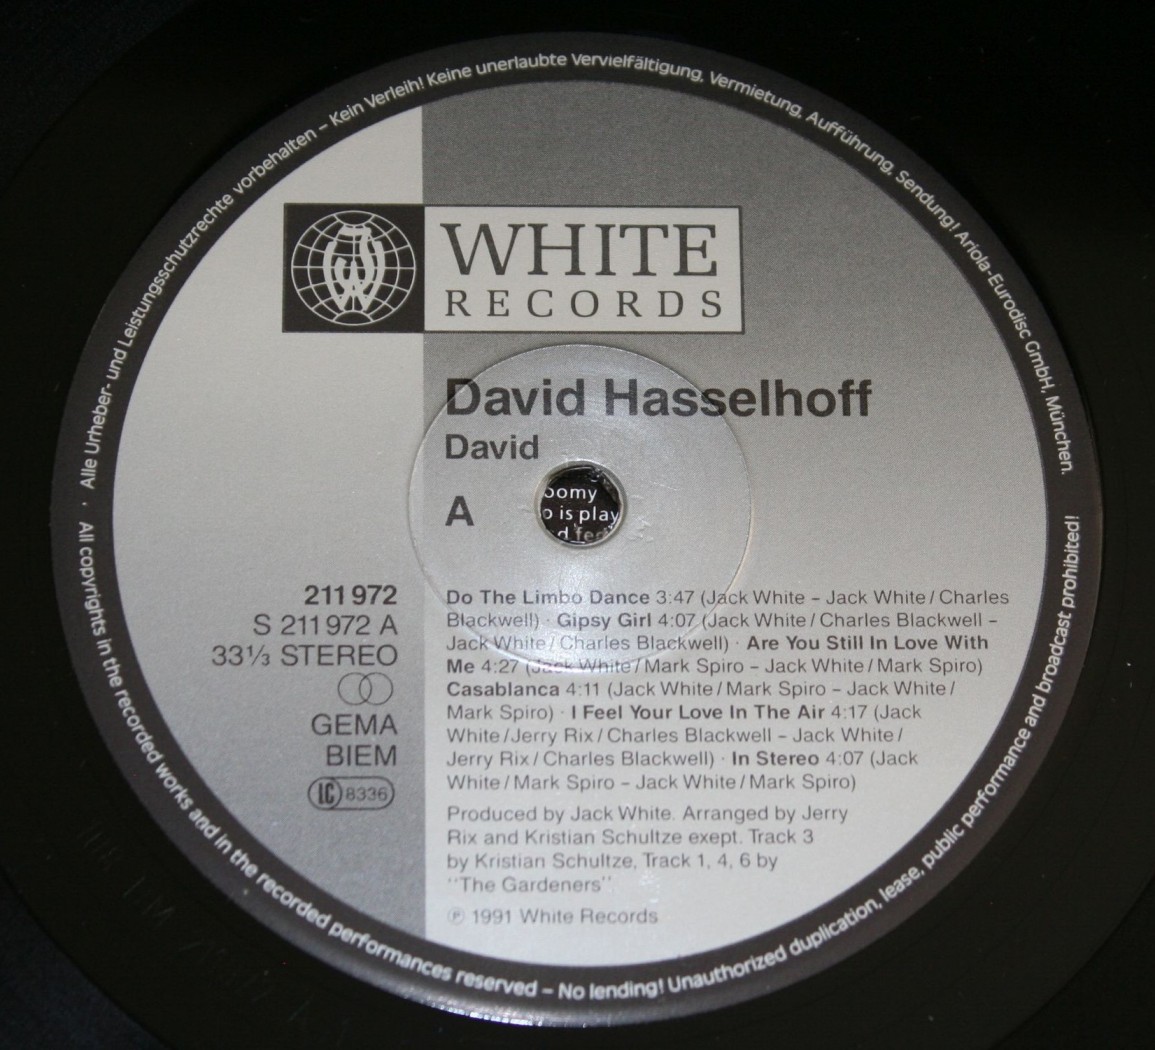 Alle Urheber- und Leistungsschutzrechte vorbehalten – Kein Verleih! Keine unerlaubte Vervielfältigung, Vermietung, Aufführung, Sendung! Ariola-Eurodisc GmbH, München.
WHITE
RECORDS
David Hasselhoff
David
A
oomy
is play
211 972
S 211 972 A
33⅓ STEREO
GEMA
BIEM
LC 8336
Do The Limbo Dance 3:47 (Jack White – Jack White / Charles
Blackwell) · Gipsy Girl 4:07 (Jack White / Charles Blackwell –
Jack White / Charles Blackwell) · Are You Still In Love With
Me 4:27 (Jack White / Mark Spiro – Jack White / Mark Spiro)
Casablanca 4:11 (Jack White / Mark Spiro – Jack White /
Mark Spiro) · I Feel Your Love In The Air 4:17 (Jack
White / Jerry Rix / Charles Blackwell – Jack White /
Jerry Rix / Charles Blackwell) · In Stereo 4:07 (Jack
White / Mark Spiro – Jack White / Mark Spiro)
Produced by Jack White. Arranged by Jerry
Rix and Kristian Schultze exept. Track 3
by Kristian Schultze, Track 1, 4, 6 by
"The Gardeners"
℗ 1991 White Records
· All copyrights in the recorded works and in the recorded performances reserved – No lending! Unauthorized duplication, lease, public performance and broadcast prohibited!